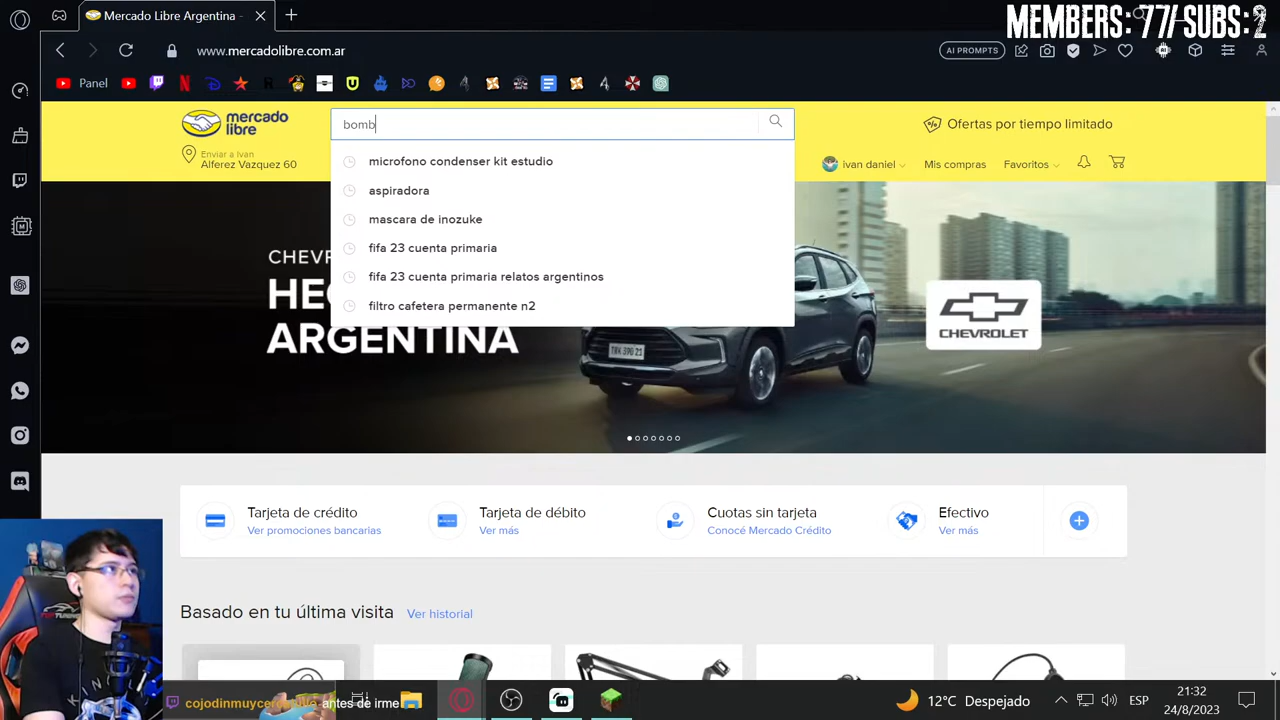 Mercado Libre Argentina -
MEMBERS: 77/ SUBS: 2
www.mercadolibre.com.ar
AI PROMPTS
Panel
mercado
libre
bomb
Ofertas por tiempo limitado
Enviar a Ivan
Alferez Vazquez 60
ivan daniel
Mis compras
Favoritos
microfono condenser kit estudio
aspiradora
mascara de inozuke
fifa 23 cuenta primaria
fifa 23 cuenta primaria relatos argentinos
filtro cafetera permanente n2
CHEV
HE
ARGENTINA
CHEVROLET
Tarjeta de crédito
Ver promociones bancarias
Tarjeta de débito
Ver más
Cuotas sin tarjeta
Conocé Mercado Crédito
Efectivo
Ver más
Basado en tu última visita
Ver historial
antes de irme
12°C Despejado
ESP
21:32
24/8/2023